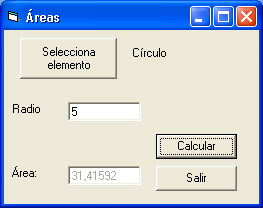 Áreas
Selecciona
elemento
Círculo
Radio
5
Calcular
Área:
31,41592
Salir